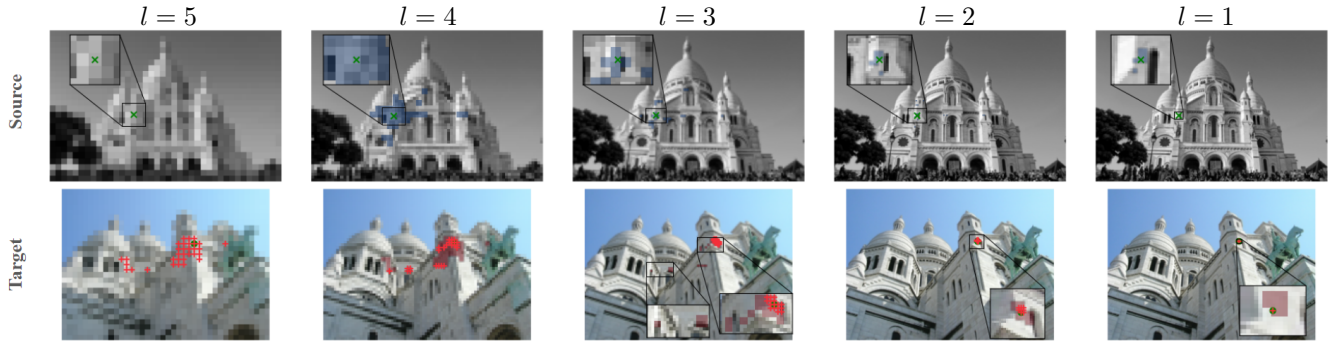 l = 5 l = 4 l = 3 l = 2 l = 1
Source
Target